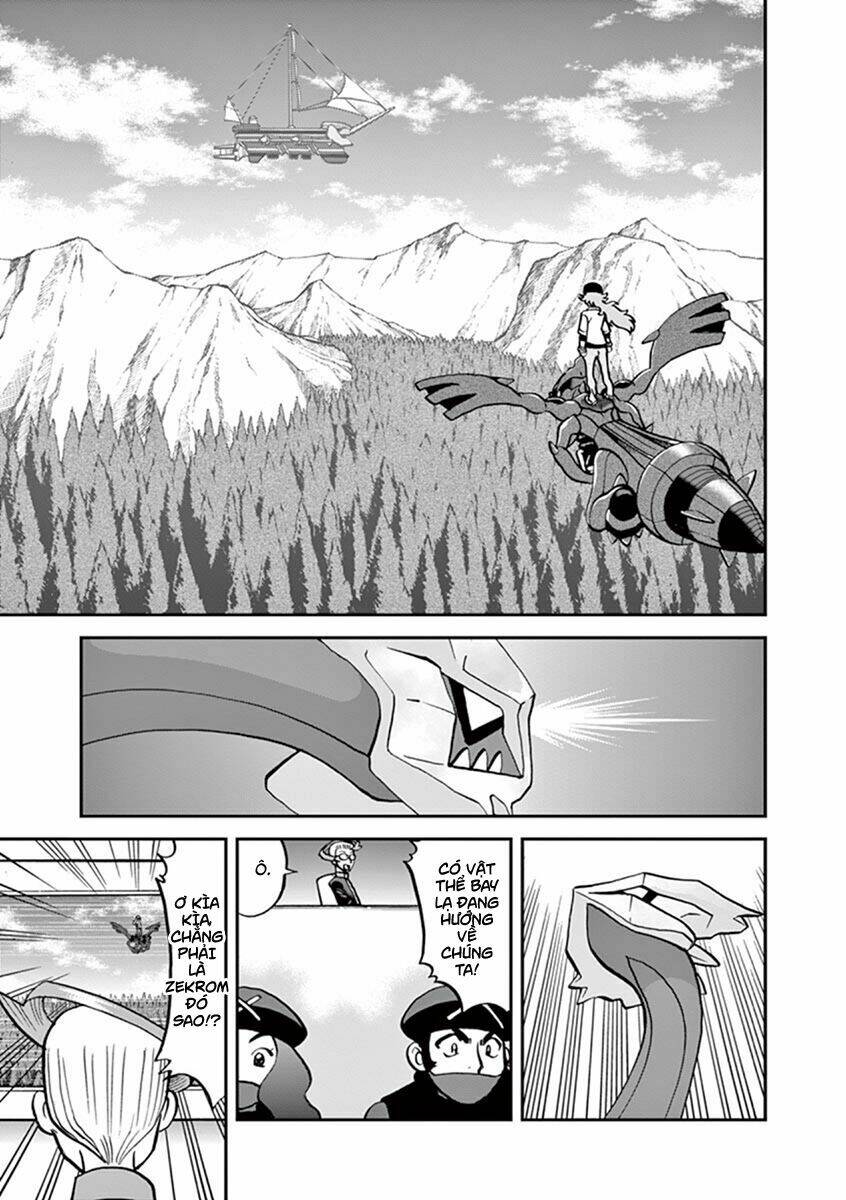 CÓ VẬT
THỂ BAY
LẠ ĐANG
HƯỚNG
VỀ
CHÚNG
TA!
Ô.
Ơ KÌA
KÌA,
CHẲNG
PHẢI
LÀ
ZEKROM
ĐÓ
SAO!?